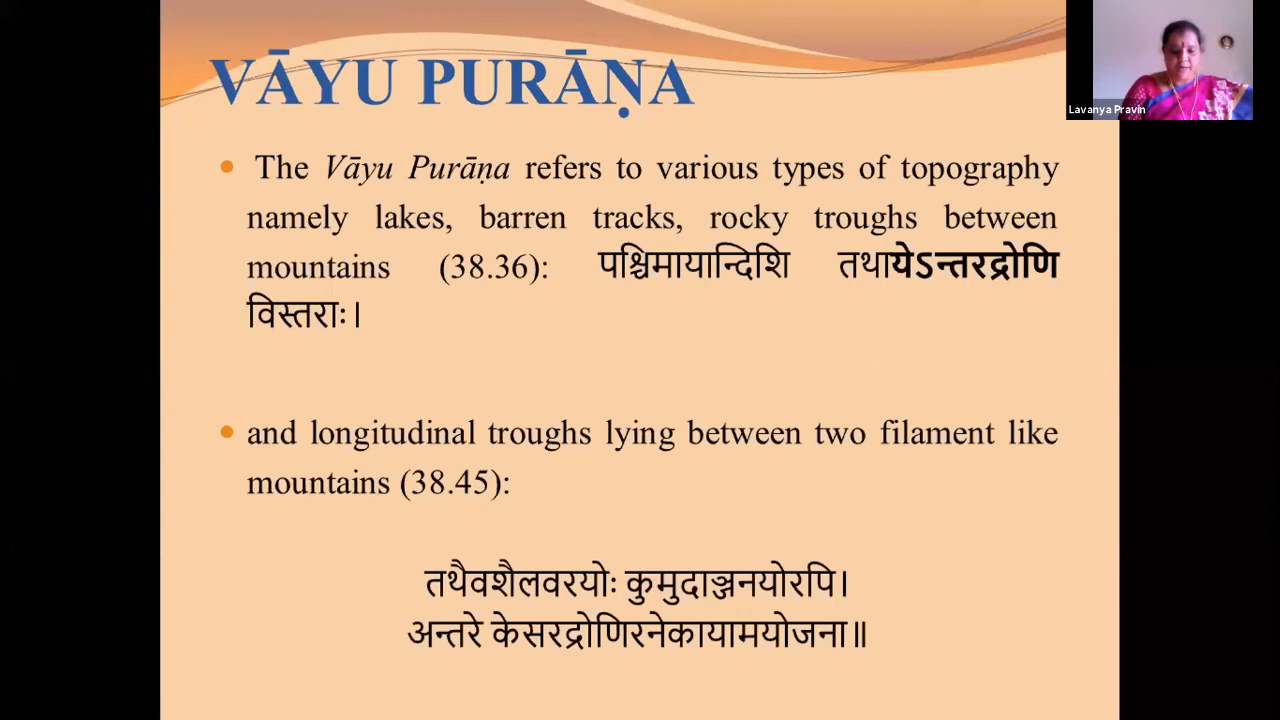 VĀYU PURĀṆA
Lavanya Pravin
• The Vāyu Purāṇa refers to various types of topography
namely lakes, barren tracks, rocky troughs between
mountains (38.36): पश्चिमायान्दिशि तथायेऽन्तरद्रोणि
विस्तराः।
• and longitudinal troughs lying between two filament like
mountains (38.45):
तथैवशैलवरयोः कुमुदाञ्जनयोरपि।
अन्तरे केसरद्रोणिरनेकायामयोजना॥